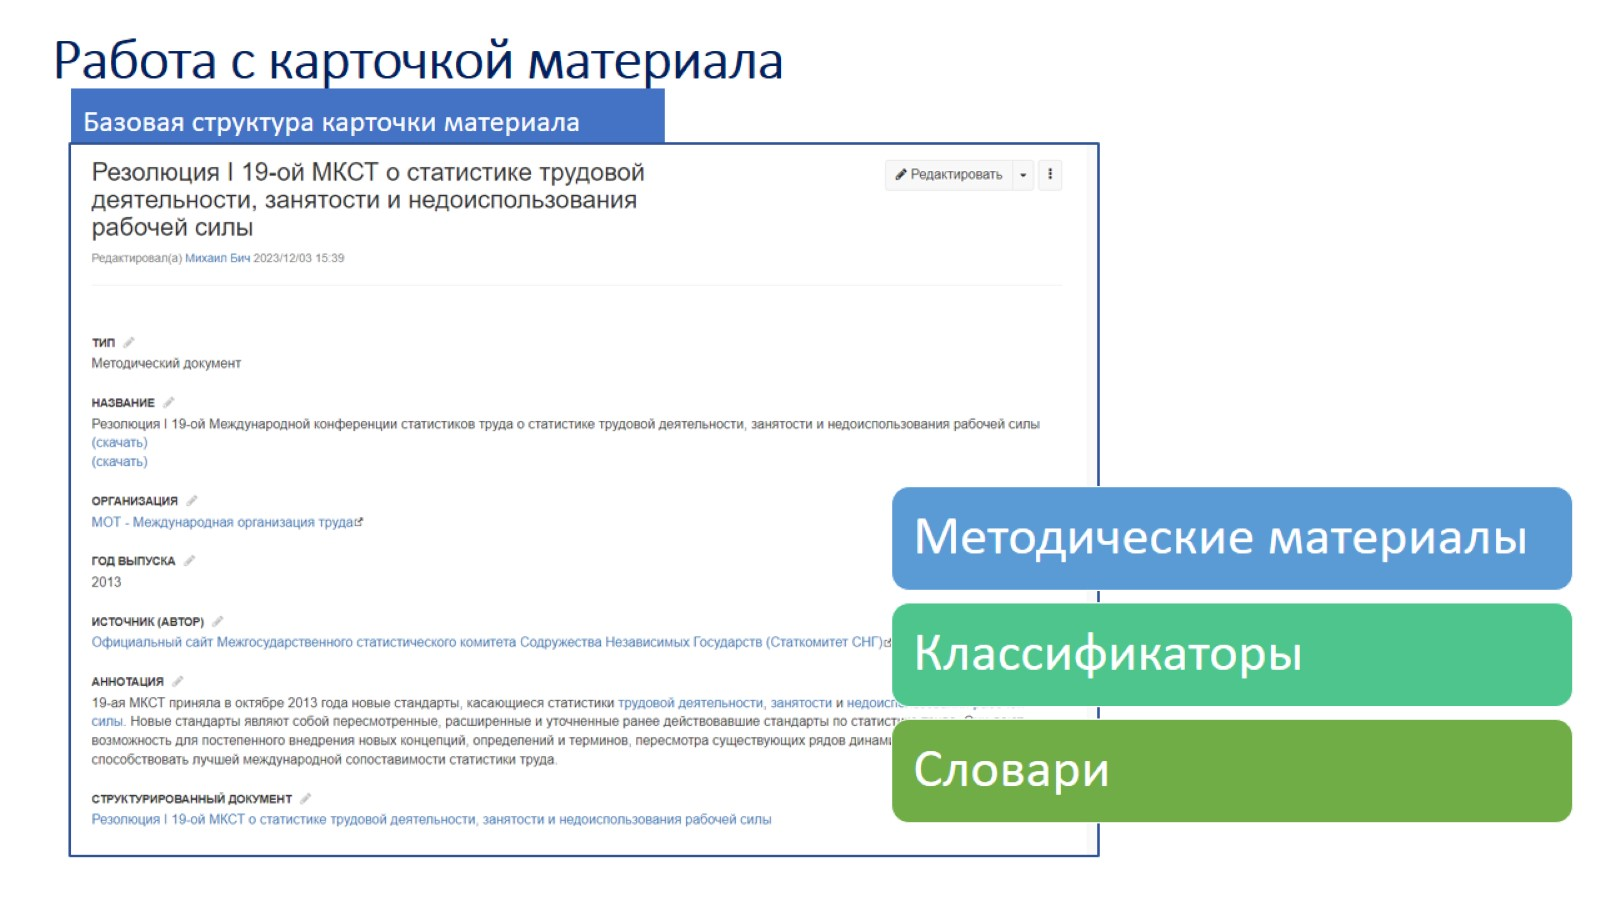 Работа с карточкой материала
Базовая структура карточки материала
Резолюция I 19-ой МКСТ о статистике трудовой
деятельности, занятости и недоиспользования
рабочей силы
Редактировать
Редактировал(а) Михаил Бич 2023/12/03 15:39
ТИП
Методический документ
НАЗВАНИЕ
Резолюция I 19-ой Международной конференции статистиков труда о статистике трудовой деятельности, занятости и недоиспользования рабочей силы
(скачать)
(скачать)
ОРГАНИЗАЦИЯ
МОТ - Международная организация труда
ГОД ВЫПУСКА
2013
ИСТОЧНИК (АВТОР)
Официальный сайт Межгосударственного статистического комитета Содружества Независимых Государств (Статкомитет СНГ)
АННОТАЦИЯ
19-ая МКСТ приняла в октябре 2013 года новые стандарты, касающиеся статистики трудовой деятельности, занятости и
силы. Новые стандарты являют собой пересмотренные, расширенные и уточненные ранее действовавшие стандарты по
возможность для постепенного внедрения новых концепций, определений и терминов, пересмотра существующих рядов
способствовать лучшей международной сопоставимости статистики труда.
СТРУКТУРИРОВАННЫЙ ДОКУМЕНТ
Резолюция I 19-ой МКСТ о статистике трудовой деятельности, занятости и недоиспользования рабочей силы
Методические материалы
Классификаторы
Словари